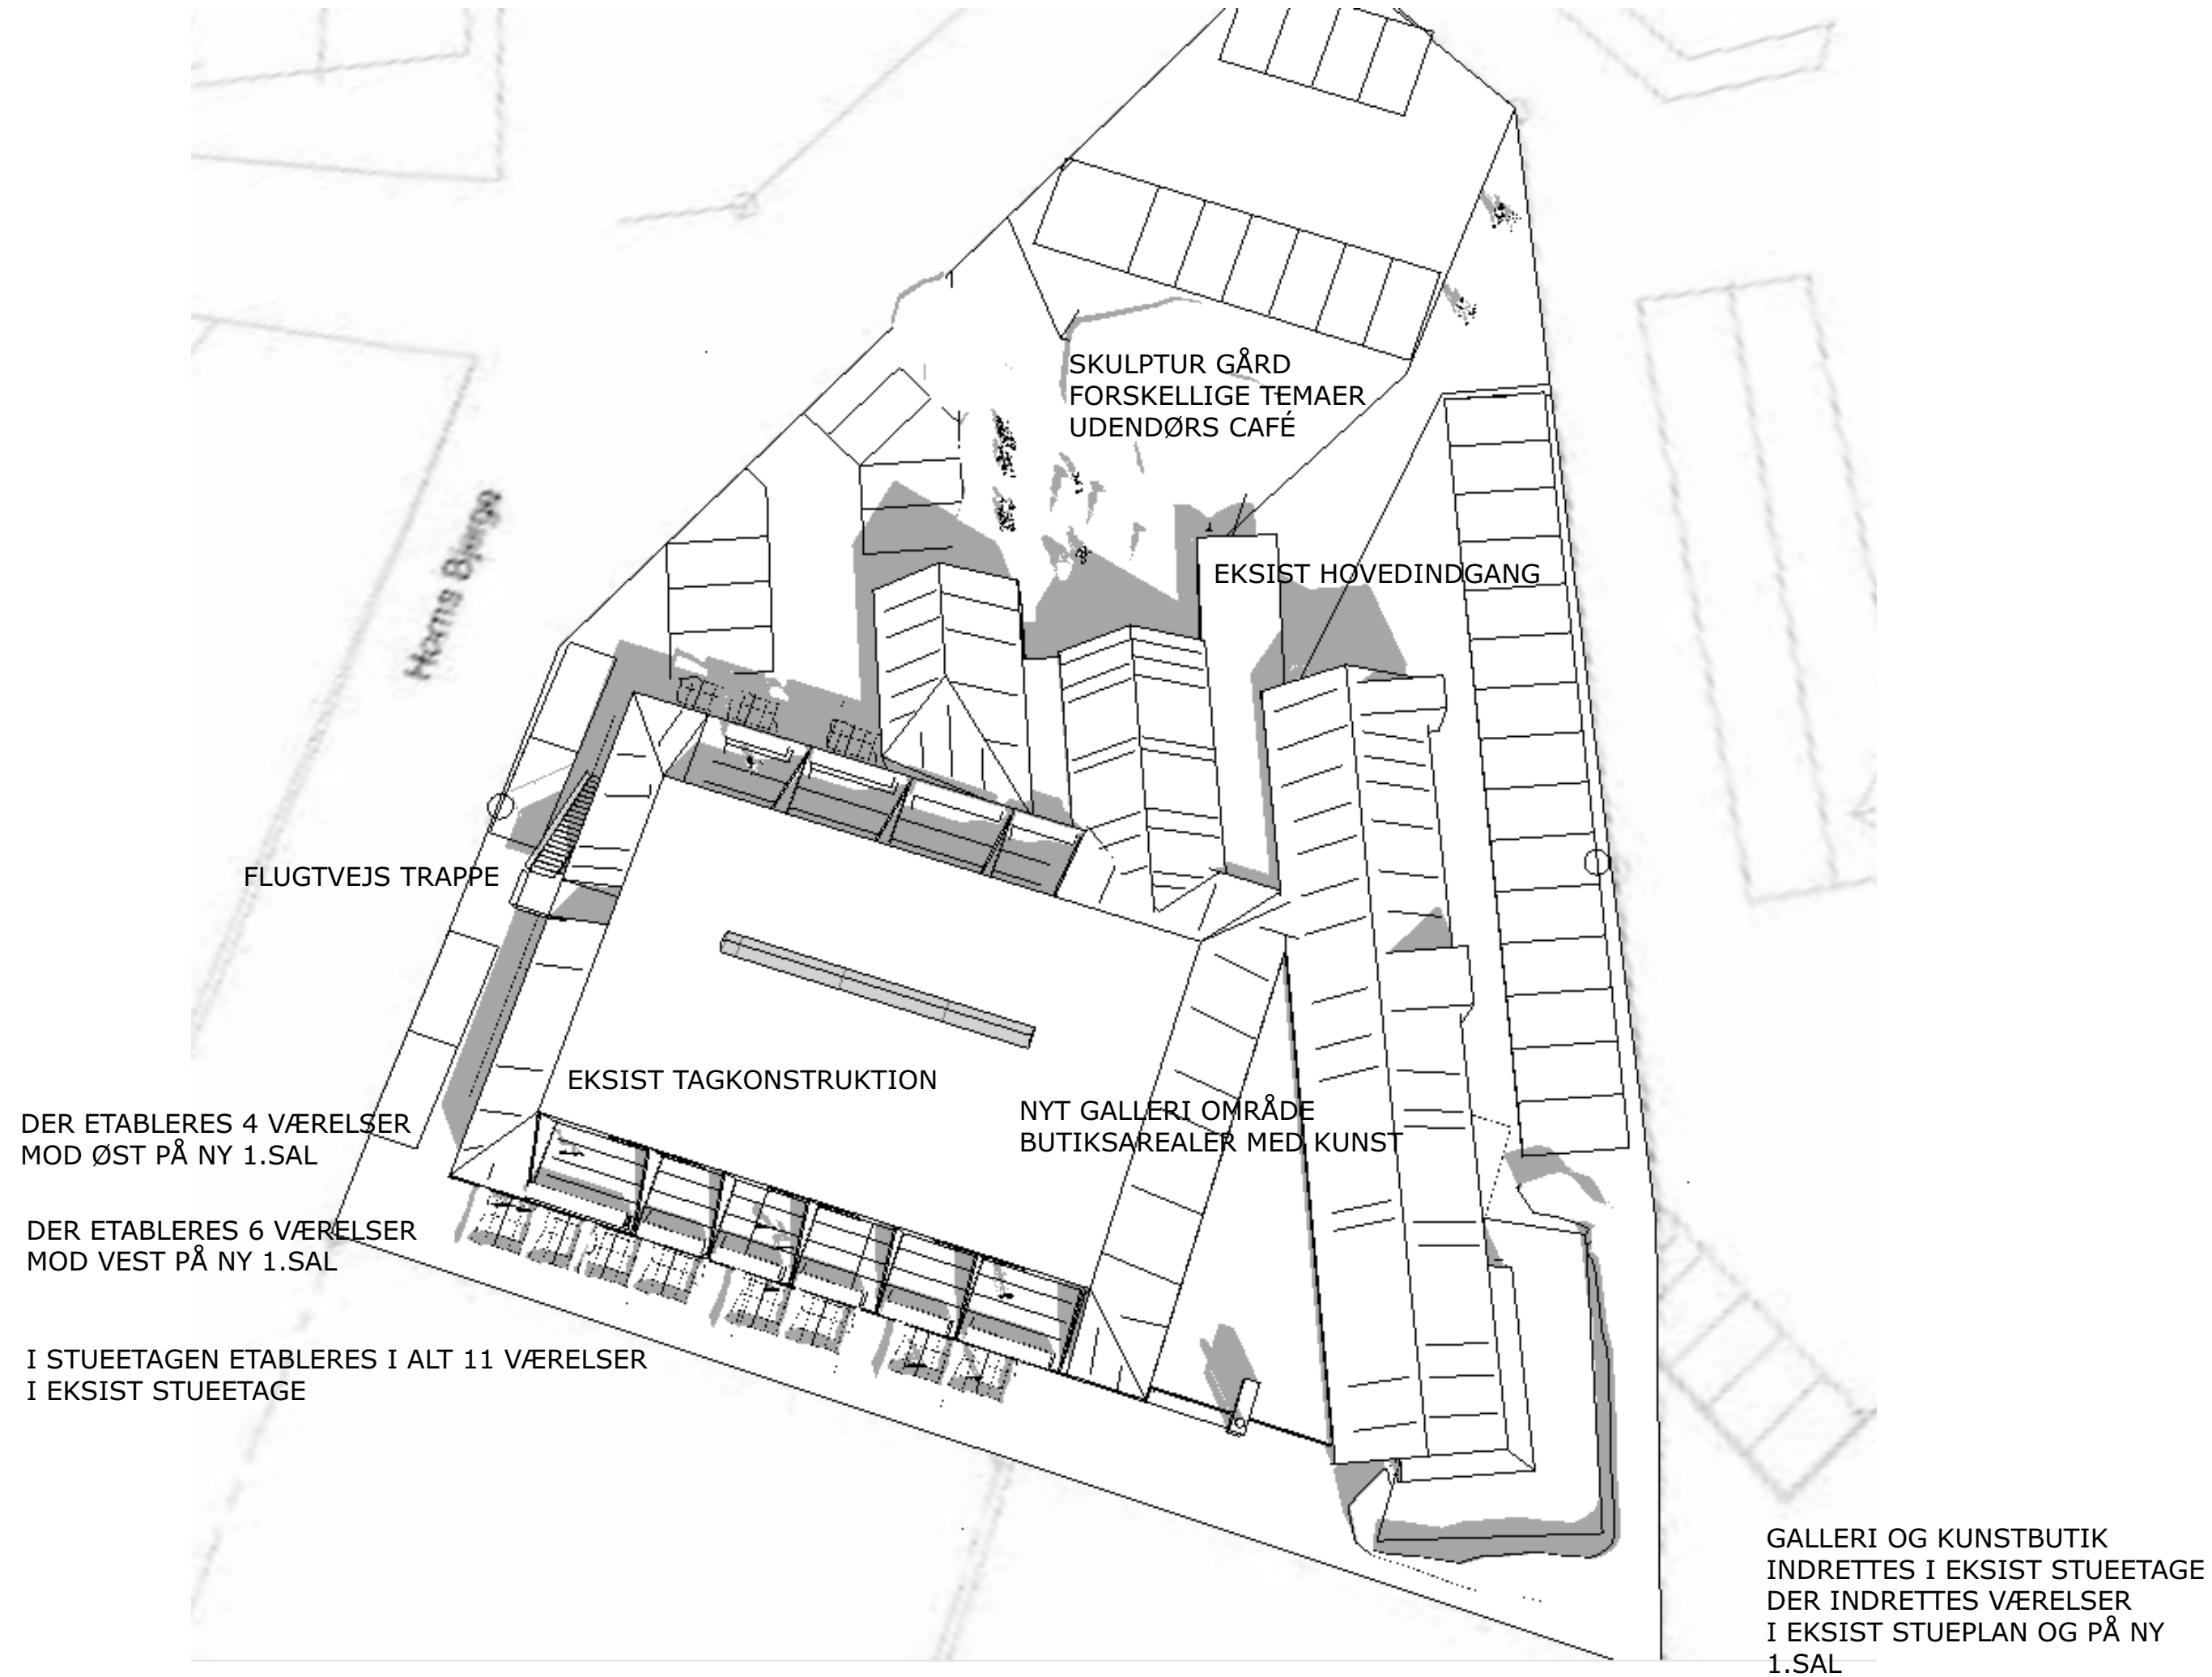 SKULPTUR GÅRD
FORSKELLIGE TEMAER
UDENDØRS CAFÉ
Horns Bjerge
EKSIST HOVEDINDGANG
FLUGTVEJS TRAPPE
EKSIST TAGKONSTRUKTION
NYT GALLERI OMRÅDE
BUTIKSAREALER MED KUNST
DER ETABLERES 4 VÆRELSER
MOD ØST PÅ NY 1.SAL
DER ETABLERES 6 VÆRELSER
MOD VEST PÅ NY 1.SAL
I STUEETAGEN ETABLERES I ALT 11 VÆRELSER
I EKSIST STUEETAGE
GALLERI OG KUNSTBUTIK
INDRETTES I EKSIST STUEETAGE
DER INDRETTES VÆRELSER
I EKSIST STUEPLAN OG PÅ NY
1.SAL